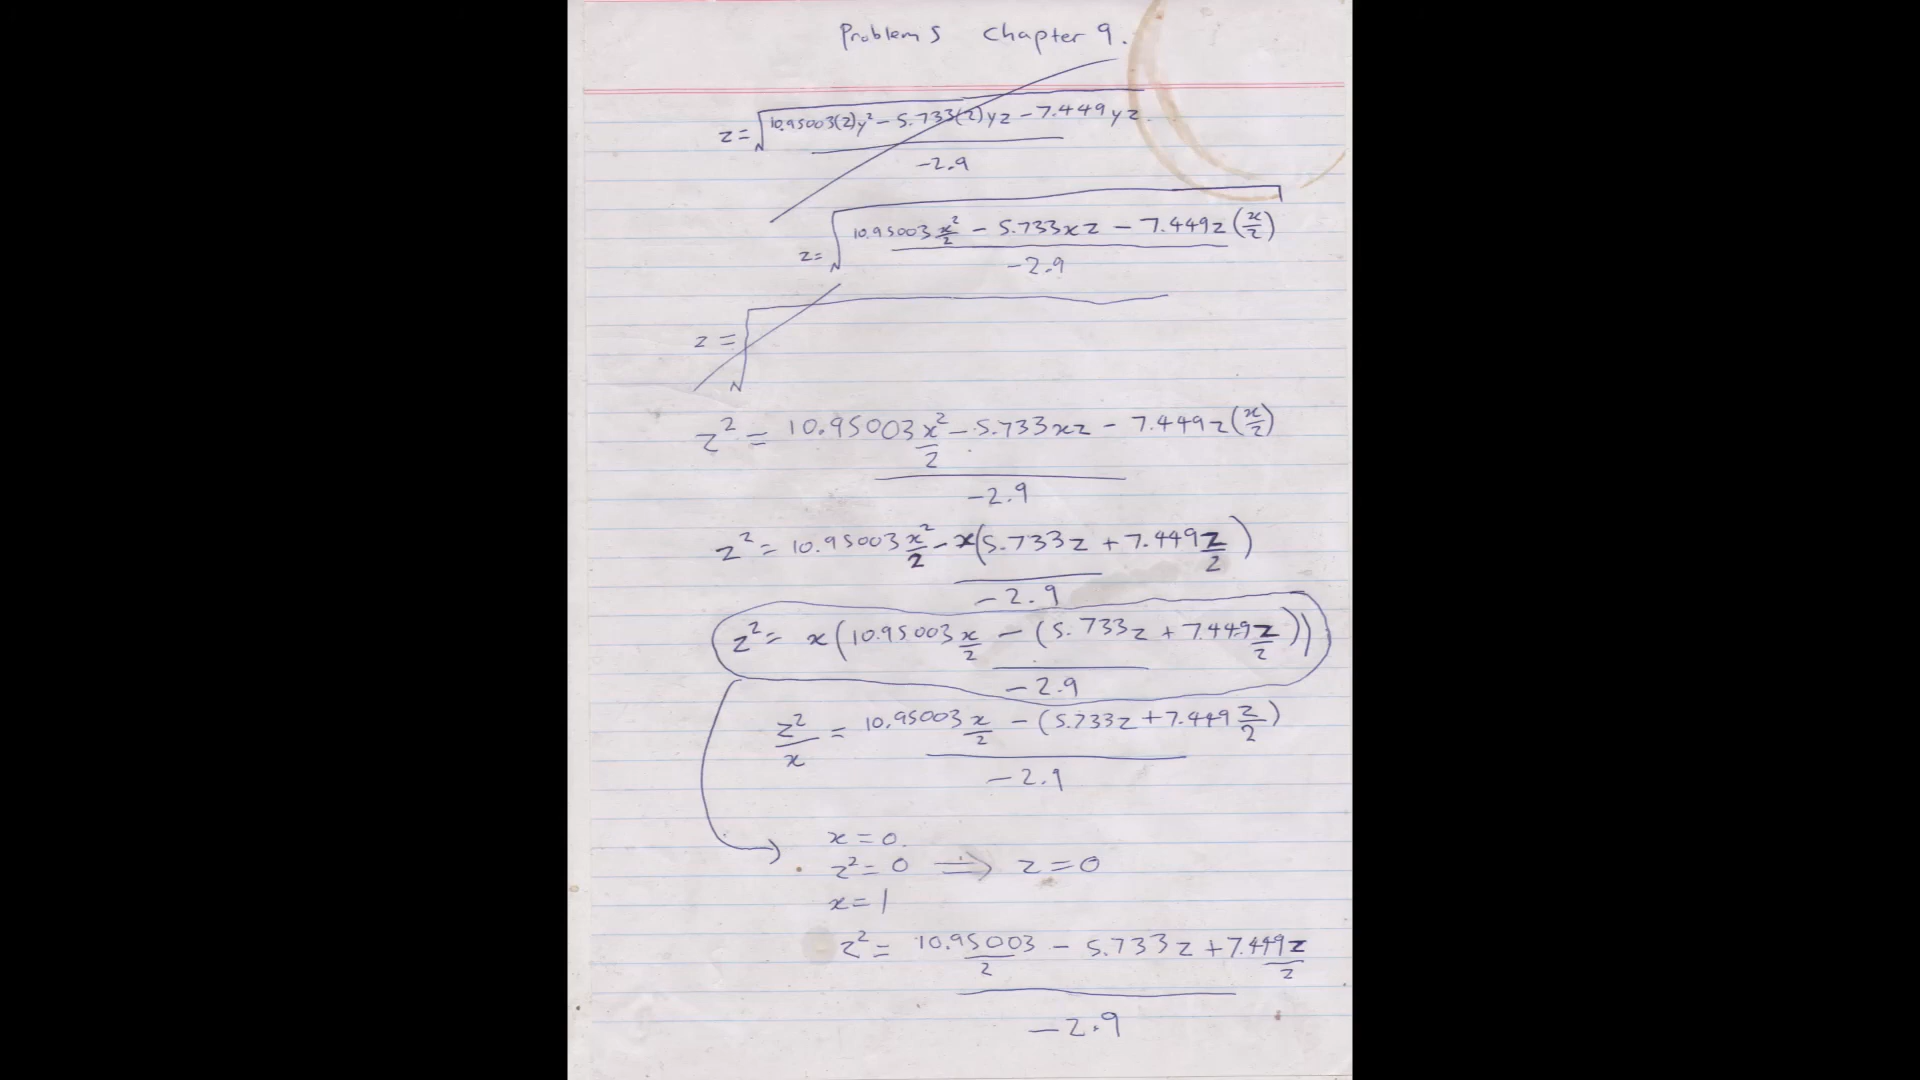 Problem 5 Chapter 9.
z = √(10.95003(2)y² − 5.733(2)yz − 7.449yz
−2.9
z = √(10.95003 x²/2 − 5.733xz − 7.449z(x/2)
−2.9
z = √
z² = 10.95003 x²/2 − 5.733xz − 7.449z(x/2)
−2.9
z² = 10.95003 x²/2 − x(5.733z + 7.449 z/2)
−2.9
z² = x(10.95003 x/2 − (5.733z + 7.449 z/2))
−2.9
z²/x = 10.95003 x/2 − (5.733z + 7.449 z/2)
−2.9
x = 0.
z² = 0 ⟹ z = 0
x = 1
z² = 10.95003/2 − 5.733z + 7.449z/2
−2.9